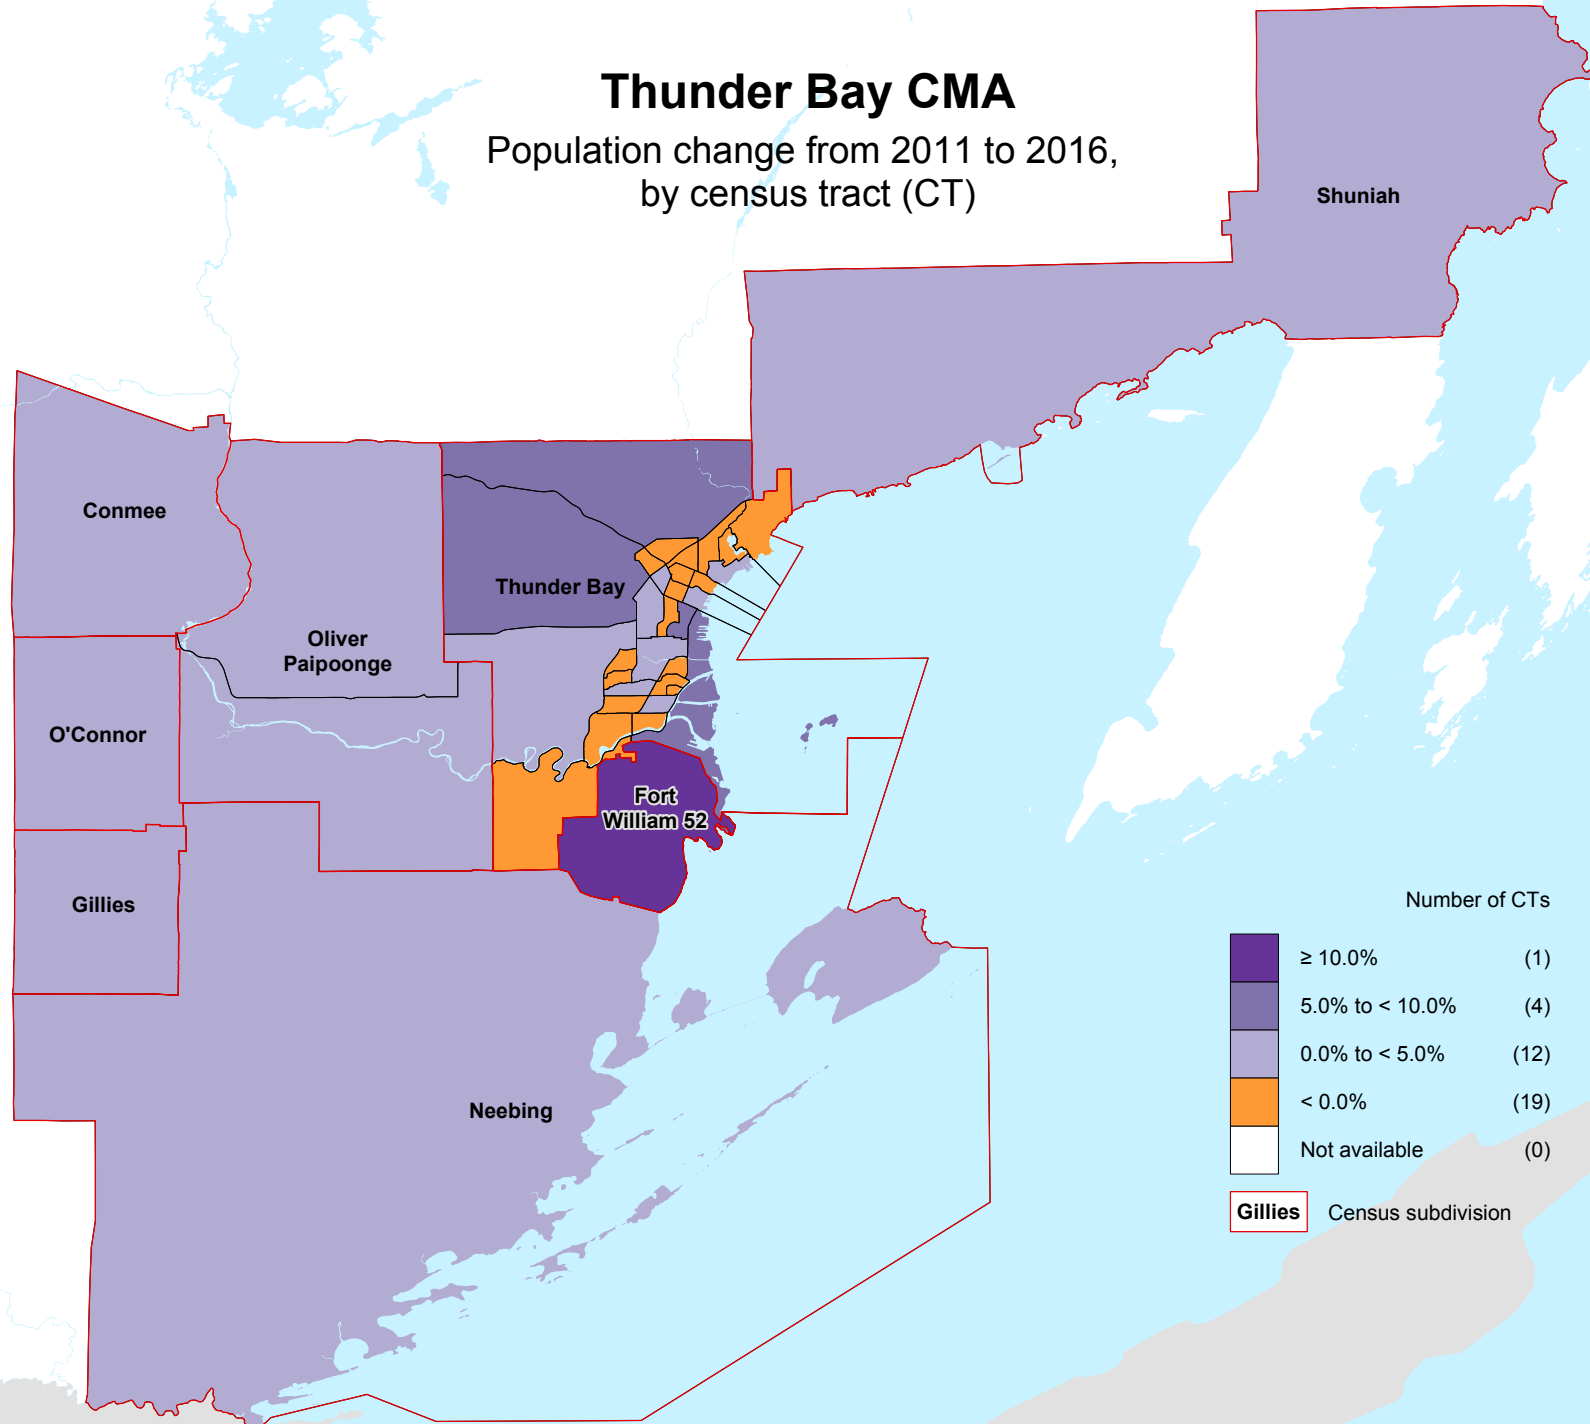 Thunder Bay CMA
Population change from 2011 to 2016,
by census tract (CT)
Shuniah
Conmee
Thunder Bay
Oliver
Paipoonge
O'Connor
Fort
William 52
Gillies
Neebing
Number of CTs
≥ 10.0% (1)
5.0% to < 10.0% (4)
0.0% to < 5.0% (12)
< 0.0% (19)
Not available (0)
Gillies Census subdivision